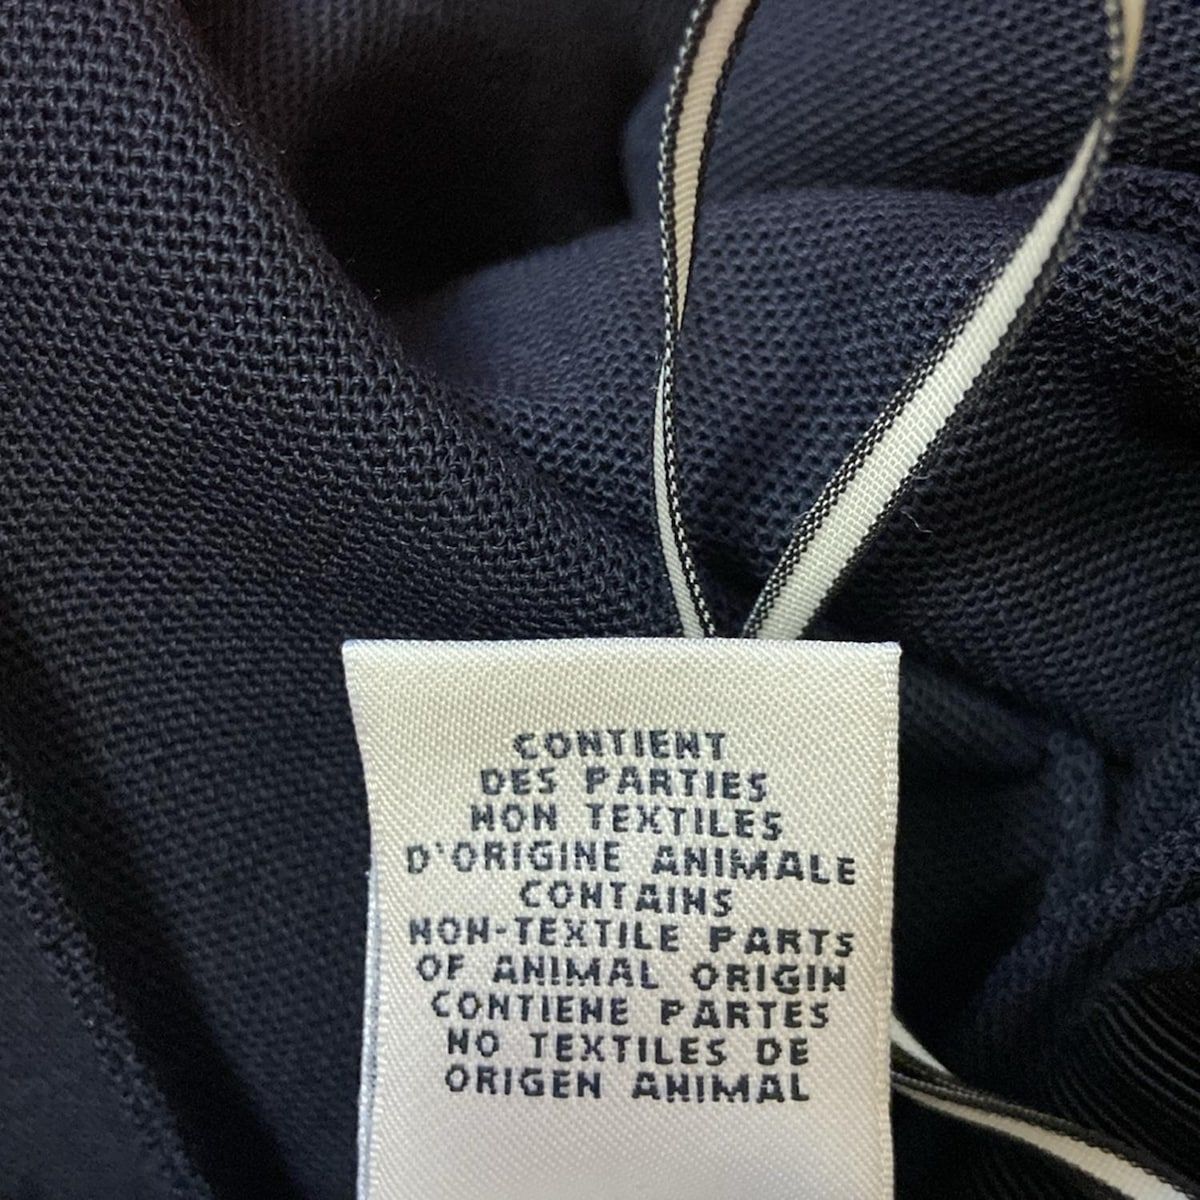 CONTIENT
DES PARTIES
NON TEXTILES
D'ORIGINE ANIMALE
CONTAINS
NON-TEXTILE PARTS
OF ANIMAL ORIGIN
CONTIENE PARTES
NO TEXTILES DE
ORIGEN ANIMAL